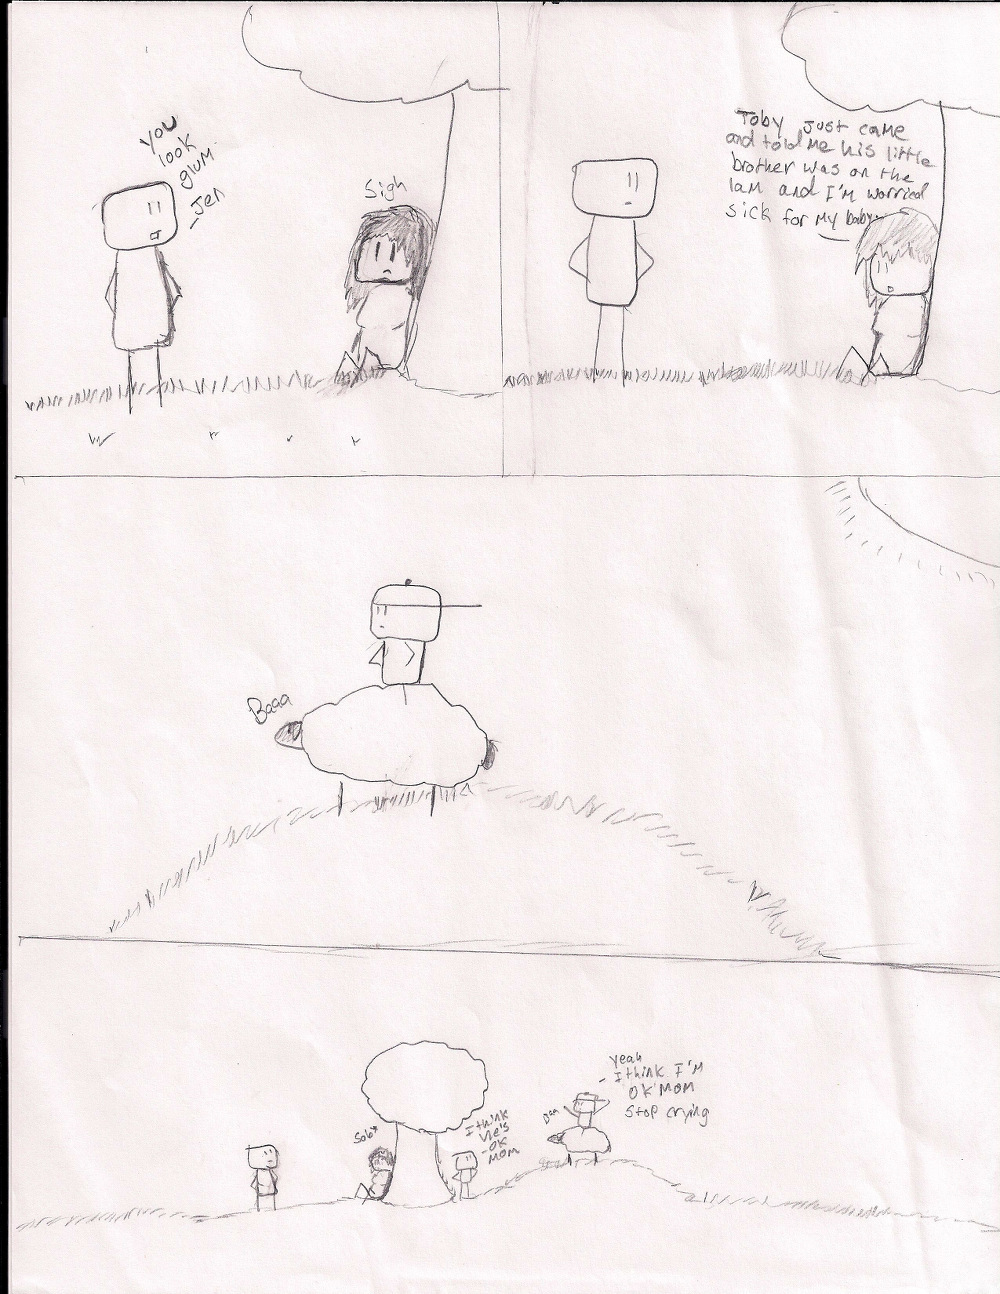 you
look
glum
-Jen
Sigh
Toby just came
and told me his little
brother was on the
lam and I'm worried
sick for my baby
Baaa
Sob*
I think
he's
-OK
MOM
Baa
yeah
I think I'M
OK MOM
Stop crying